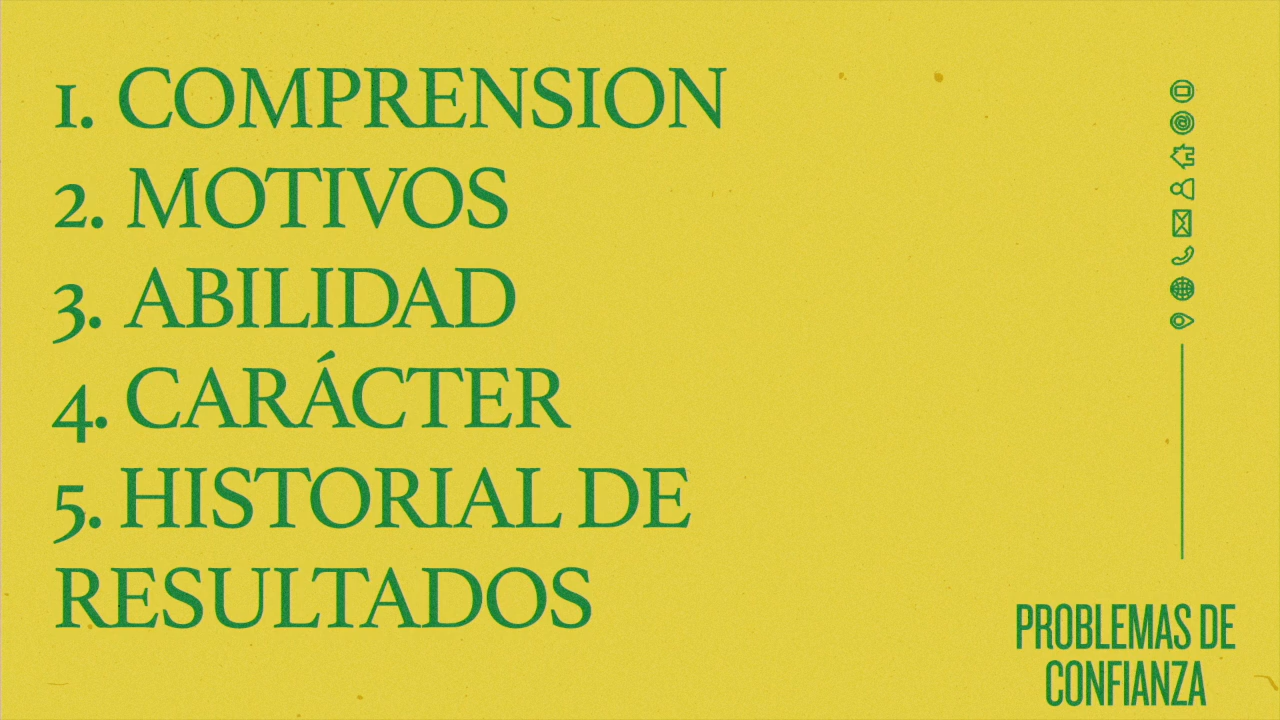 1. COMPRENSION
2. MOTIVOS
3. ABILIDAD
4. CARÁCTER
5. HISTORIAL DE
RESULTADOS
PROBLEMAS DE
CONFIANZA